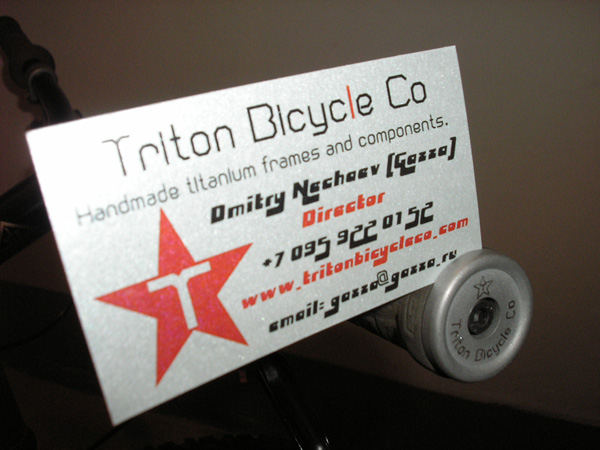 Triton Bicycle Co
Handmade titanium frames and components.
Dmitry Nechaev [Gazza]
Director
+7 095 922 01 52
www.tritonbicycleco.com
email: gazza@gazza.ru
T
Triton Bicycle Co